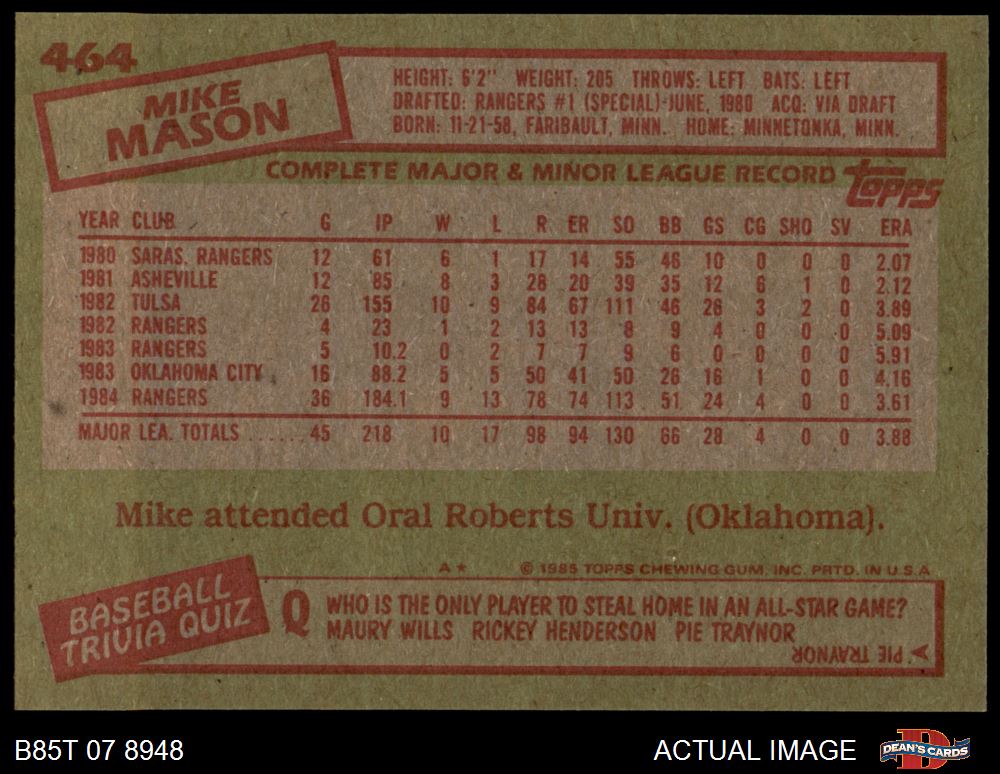 464
MIKE
MASON
HEIGHT: 6'2" WEIGHT: 205 THROWS: LEFT BATS: LEFT
DRAFTED: RANGERS #1 (SPECIAL)-JUNE, 1980 ACQ: VIA DRAFT
BORN: 11-21-58, FARIBAULT, MINN. HOME: MINNETONKA, MINN.
COMPLETE MAJOR & MINOR LEAGUE RECORD
topps
YEAR CLUB G IP W L R ER SO BB GS CG SHO SV ERA
1980 SARAS. RANGERS 12 61 6 1 17 14 55 46 10 0 0 0 2.07
1981 ASHEVILLE 12 85 8 3 28 20 39 35 12 6 1 0 2.12
1982 TULSA 26 155 10 9 84 67 111 46 26 3 2 0 3.89
1982 RANGERS 4 23 1 2 13 13 8 9 4 0 0 0 5.09
1983 RANGERS 5 10.2 0 2 7 7 9 6 0 0 0 0 5.91
1983 OKLAHOMA CITY 16 88.2 5 5 50 41 50 26 16 1 0 0 4.16
1984 RANGERS 36 184.1 9 13 78 74 113 51 24 4 0 0 3.61
MAJOR LEA. TOTALS ...... 45 218 10 17 98 94 130 66 28 4 0 0 3.88
Mike attended Oral Roberts Univ. (Oklahoma).
A* © 1985 TOPPS CHEWING GUM, INC. PRTD. IN U.S.A
BASEBALL
TRIVIA QUIZ
Q WHO IS THE ONLY PLAYER TO STEAL HOME IN AN ALL-STAR GAME?
MAURY WILLS RICKEY HENDERSON PIE TRAYNOR
A. PIE TRAYNOR
B85T 07 8948
ACTUAL IMAGE
DEAN'S CARDS